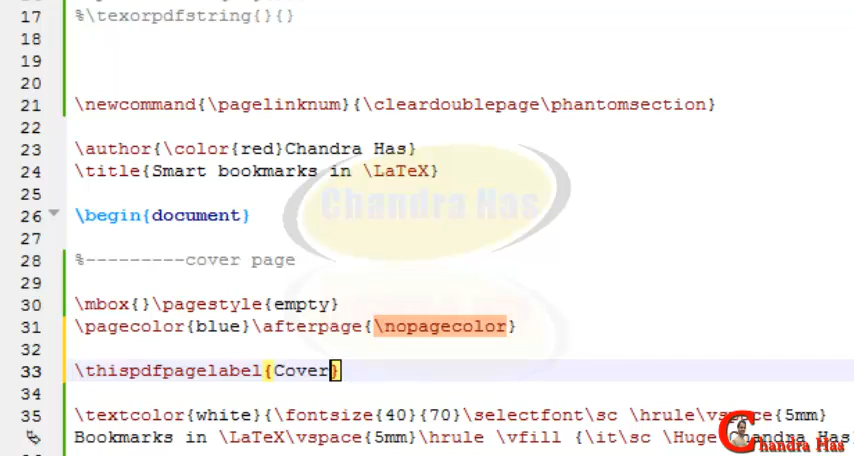 17 %\texorpdfstring{}{}
18
19
20
21 \newcommand{\pagelinknum}{\cleardoublepage\phantomsection}
22
23 \author{\color{red}Chandra Has}
24 \title{Smart bookmarks in \LaTeX}
25
26 \begin{document}
Chandra Has
27
28 %---------cover page
29
30 \mbox{}\pagestyle{empty}
31 \pagecolor{blue}\afterpage{\nopagecolor}
32
33 \thispdfpagelabel{Cover}
34
35 \textcolor{white}{\fontsize{40}{70}\selectfont\sc \hrule\vspace{5mm}
Bookmarks in \LaTeX\vspace{5mm}\hrule \vfill {\it\sc \Huge Chandra Has
Chandra Has